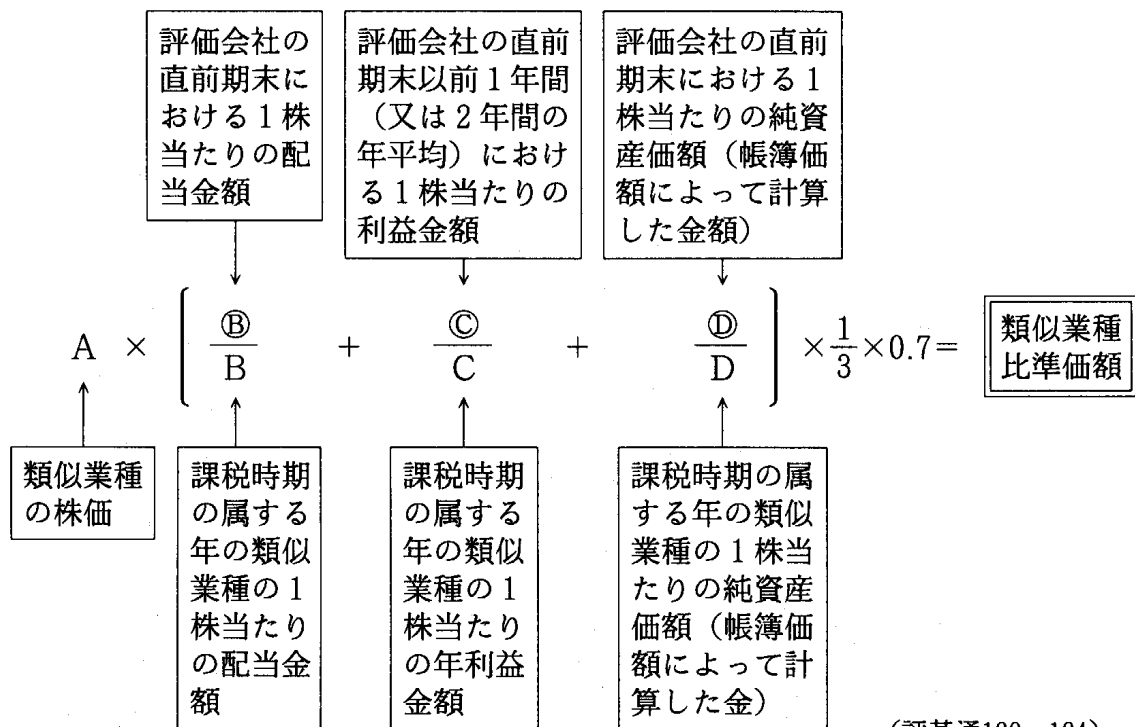 評価会社の
直前期末に
おける1株
当たりの配
当金額
評価会社の直前
期末以前1年間
（又は2年間の
年平均）におけ
る1株当たりの
利益金額
評価会社の直前
期末における1
株当たりの純資
産価額（帳簿価
額によって計算
した金額）
A × [ Ⓑ/B + Ⓒ/C + Ⓓ/D ] × 1/3 × 0.7 =
類似業種
比準価額
類似業種
の株価
課税時期
の属する
年の類似
業種の1
株当たり
の配当金
額
課税時期
の属する
年の類似
業種の1
株当たり
の年利益
金額
課税時期の属
する年の類似
業種の1株当
たりの純資産
価額（帳簿価
額によって計
算した金）